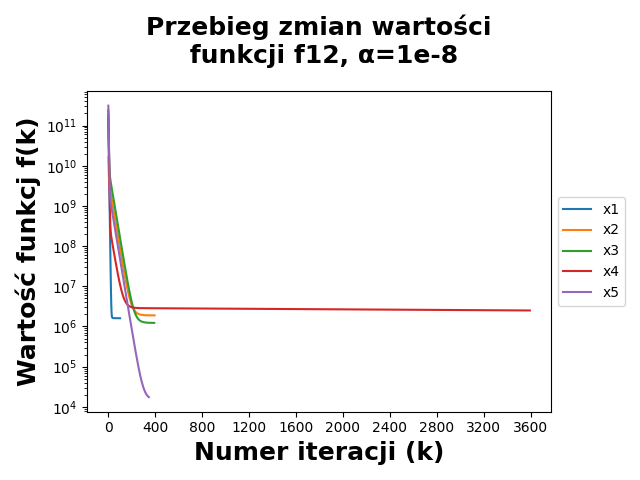 Przebieg zmian wartości
funkcji f12, α=1e-8
Wartość funkcj f(k)
10¹¹
10¹⁰
10⁹
10⁸
10⁷
10⁶
10⁵
10⁴
0 400 800 1200 1600 2000 2400 2800 3200 3600
Numer iteracji (k)
x1
x2
x3
x4
x5